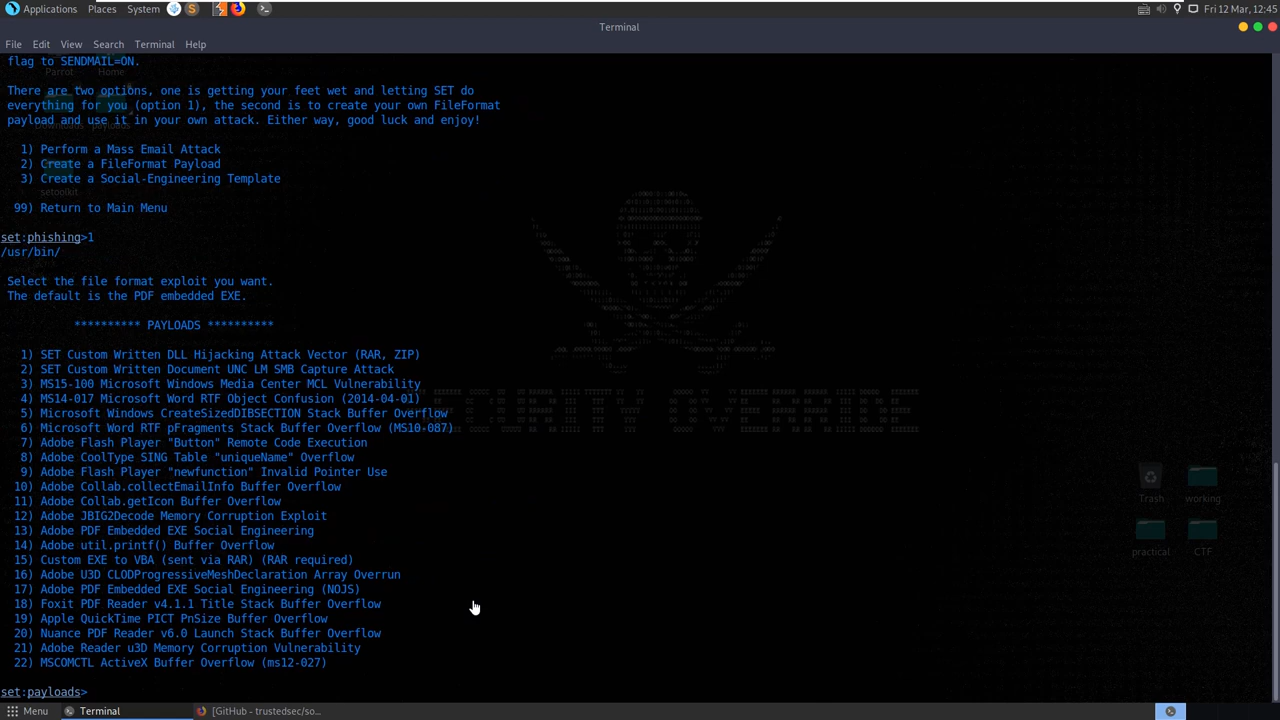 Applications Places System Fri 12 Mar, 12:45
Terminal
File Edit View Search Terminal Help
flag to SENDMAIL=ON.
Parrot Home
There are two options, one is getting your feet wet and letting SET do
everything for you (option 1), the second is to create your own FileFormat
payload and use it in your own attack. Either way, good luck and enjoy!
Downloads payloads
1) Perform a Mass Email Attack
2) Create a FileFormat Payload
3) Create a Social-Engineering Template
setoolkit
99) Return to Main Menu
set:phishing>1
/usr/bin/
Select the file format exploit you want.
The default is the PDF embedded EXE.
********** PAYLOADS **********
1) SET Custom Written DLL Hijacking Attack Vector (RAR, ZIP)
2) SET Custom Written Document UNC LM SMB Capture Attack
3) MS15-100 Microsoft Windows Media Center MCL Vulnerability
4) MS14-017 Microsoft Word RTF Object Confusion (2014-04-01)
5) Microsoft Windows CreateSizedDIBSECTION Stack Buffer Overflow
6) Microsoft Word RTF pFragments Stack Buffer Overflow (MS10-087)
7) Adobe Flash Player "Button" Remote Code Execution
8) Adobe CoolType SING Table "uniqueName" Overflow
9) Adobe Flash Player "newfunction" Invalid Pointer Use
10) Adobe Collab.collectEmailInfo Buffer Overflow
11) Adobe Collab.getIcon Buffer Overflow
12) Adobe JBIG2Decode Memory Corruption Exploit
13) Adobe PDF Embedded EXE Social Engineering
14) Adobe util.printf() Buffer Overflow
15) Custom EXE to VBA (sent via RAR) (RAR required)
16) Adobe U3D CLODProgressiveMeshDeclaration Array Overrun
17) Adobe PDF Embedded EXE Social Engineering (NOJS)
18) Foxit PDF Reader v4.1.1 Title Stack Buffer Overflow
19) Apple QuickTime PICT PnSize Buffer Overflow
20) Nuance PDF Reader v6.0 Launch Stack Buffer Overflow
21) Adobe Reader u3D Memory Corruption Vulnerability
22) MSCOMCTL ActiveX Buffer Overflow (ms12-027)
set:payloads>
Trash working
practical CTF
Menu Terminal [GitHub - trustedsec/so...